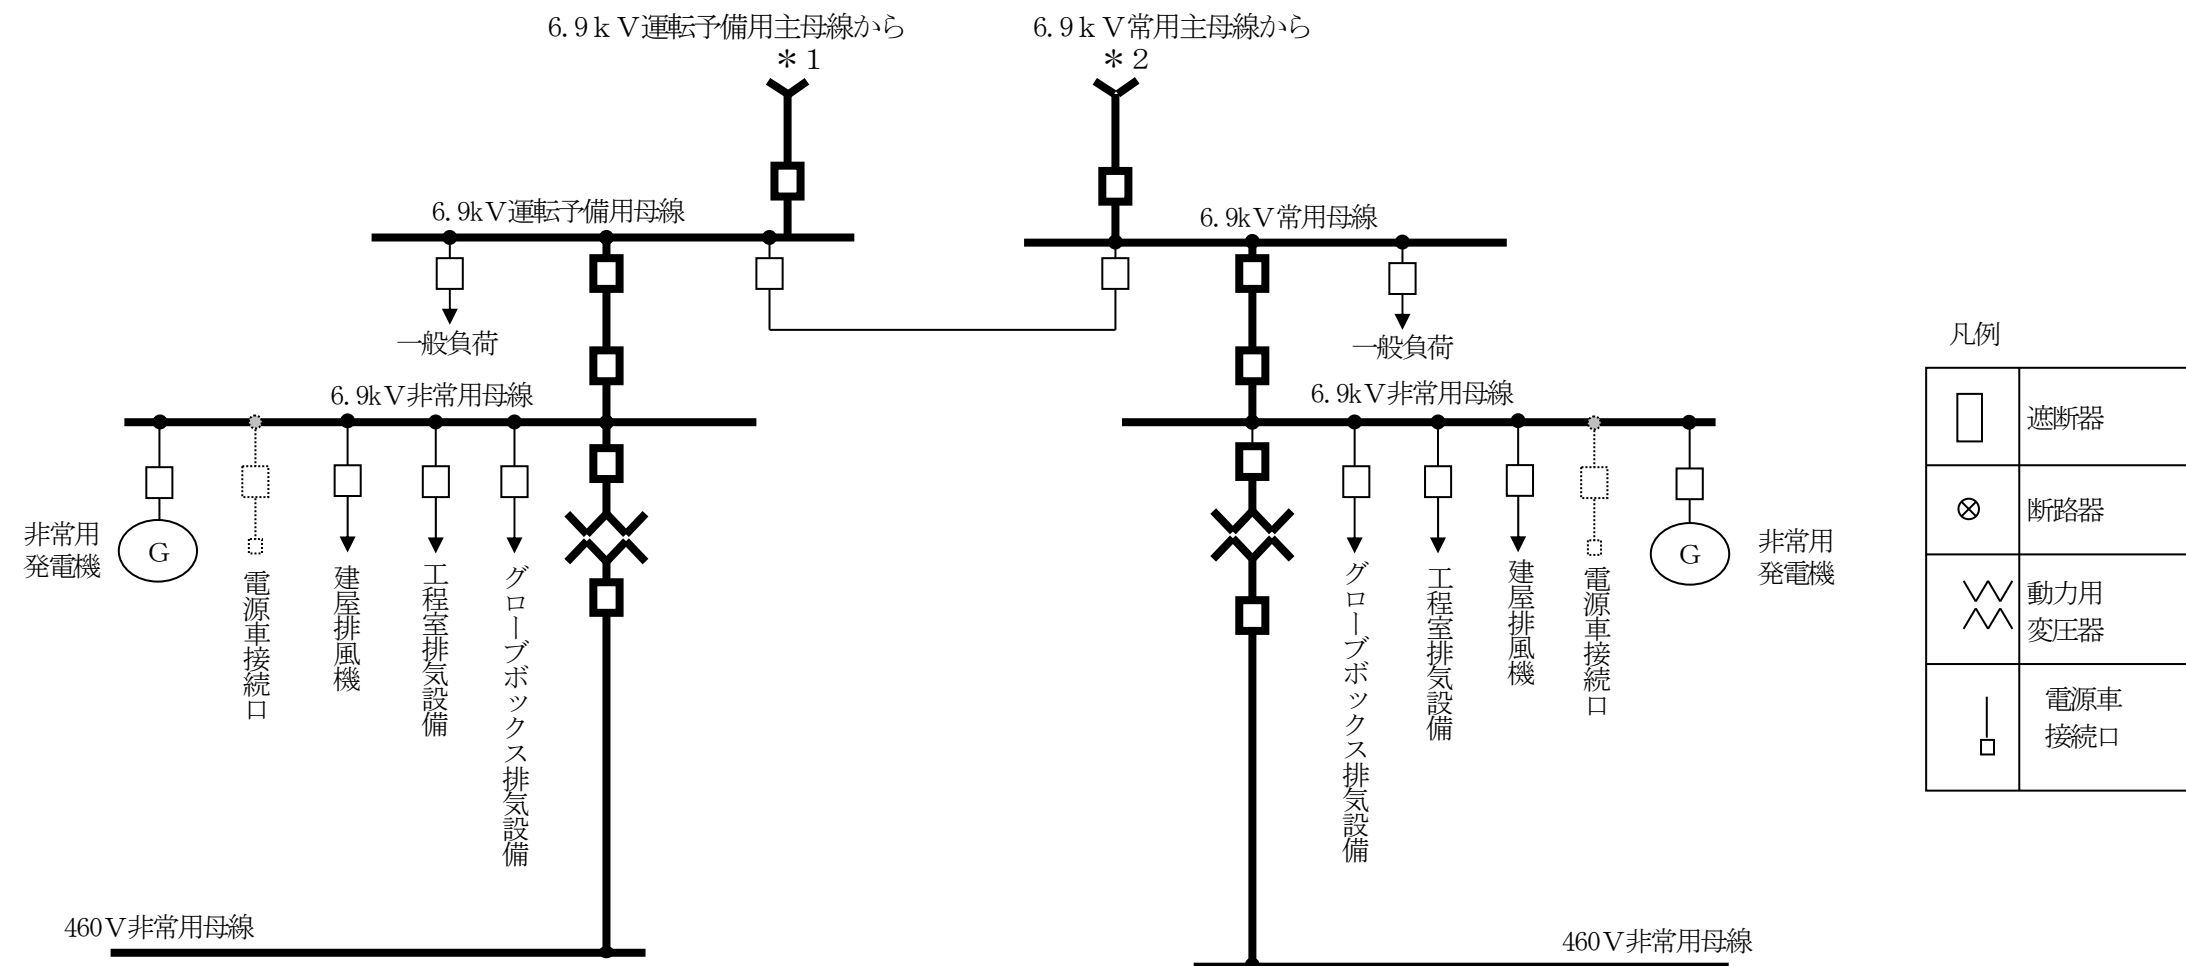 6.9ｋＶ運転予備用主母線から
＊1
6.9ｋＶ常用主母線から
＊2
6.9kＶ運転予備用母線
6.9kＶ常用母線
一般負荷
一般負荷
6.9kＶ非常用母線
6.9kＶ非常用母線
非常用
発電機
G
電源車接続口
建屋排風機
工程室排気設備
グローブボックス排気設備
グローブボックス排気設備
工程室排気設備
建屋排風機
電源車接続口
G
非常用
発電機
460Ｖ非常用母線
460Ｖ非常用母線
凡例
遮断器
断路器
動力用
変圧器
電源車
接続口